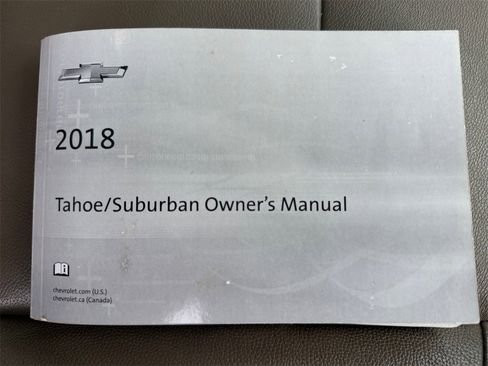 2018
Tahoe/Suburban Owner's Manual
chevrolet.com (U.S.)
chevrolet.ca (Canada)